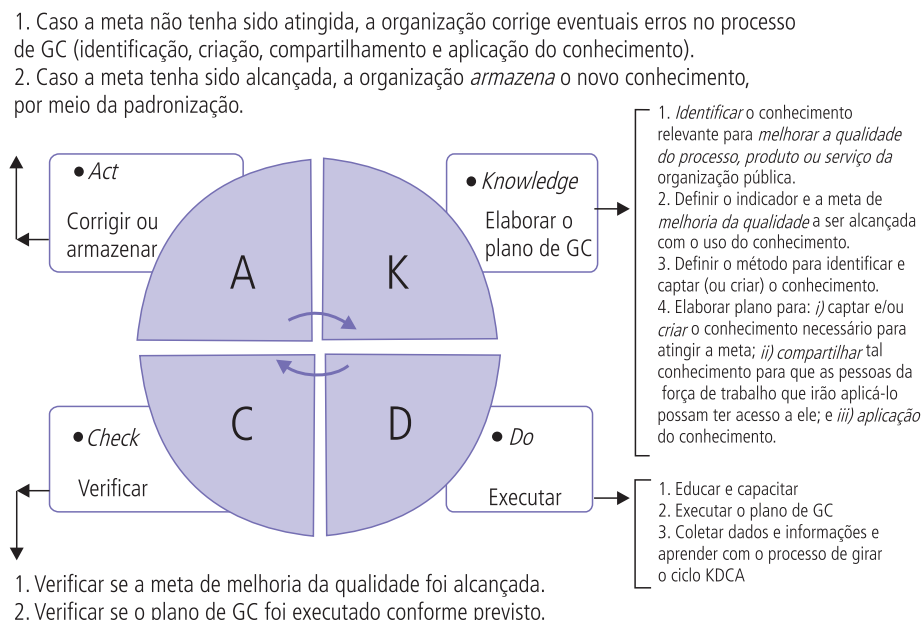 1. Caso a meta não tenha sido atingida, a organização corrige eventuais erros no processo
de GC (identificação, criação, compartilhamento e aplicação do conhecimento).
2. Caso a meta tenha sido alcançada, a organização armazena o novo conhecimento,
por meio da padronização.
• Act
Corrigir ou
armazenar
A
K
• Knowledge
Elaborar o
plano de GC
1. Identificar o conhecimento
relevante para melhorar a qualidade
do processo, produto ou serviço da
organização pública.
2. Definir o indicador e a meta de
melhoria da qualidade a ser alcançada
com o uso do conhecimento.
3. Definir o método para identificar e
captar (ou criar) o conhecimento.
4. Elaborar plano para: i) captar e/ou
criar o conhecimento necessário para
atingir a meta; ii) compartilhar tal
conhecimento para que as pessoas da
força de trabalho que irão aplicá-lo
possam ter acesso a ele; e iii) aplicação
do conhecimento.
• Check
Verificar
C
D
• Do
Executar
1. Educar e capacitar
2. Executar o plano de GC
3. Coletar dados e informações e
aprender com o processo de girar
o ciclo KDCA
1. Verificar se a meta de melhoria da qualidade foi alcançada.
2. Verificar se o plano de GC foi executado conforme previsto.